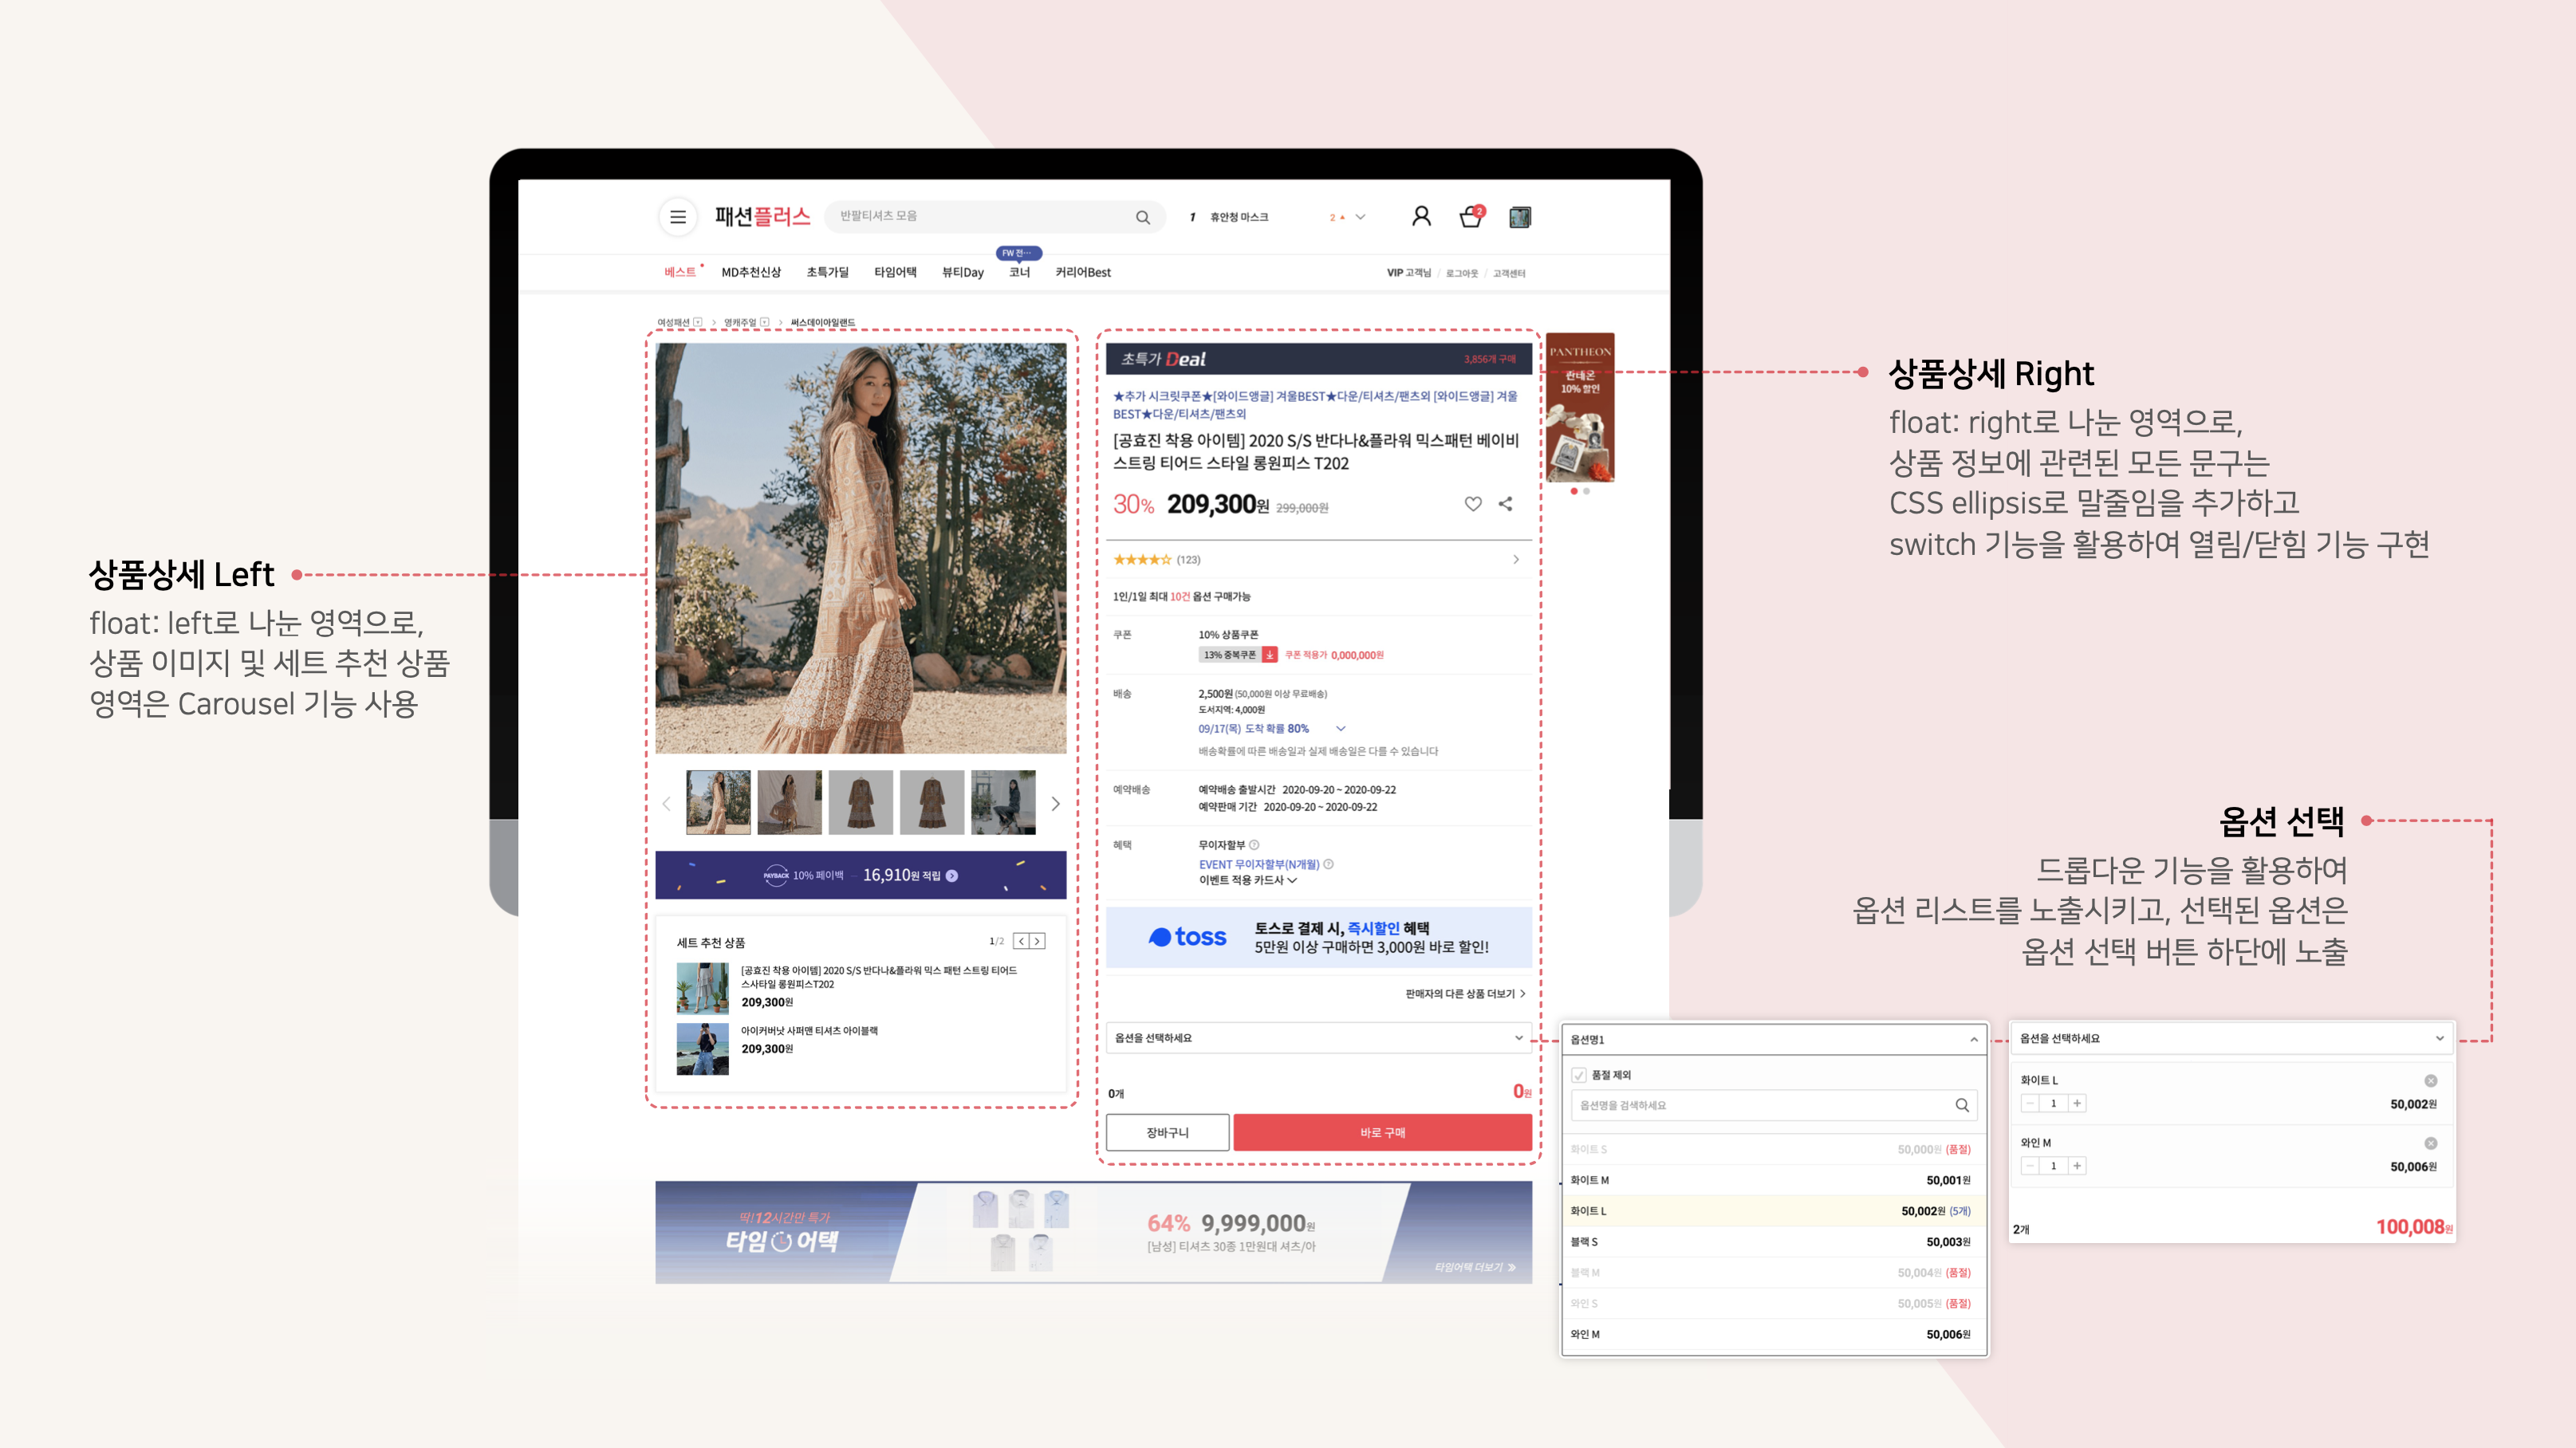 패션플러스
반팔티셔츠 모음
1 휴안청 마스크 2
2
FW 전…
베스트 MD추천신상 초특가딜 타임어택 뷰티Day 코너 커리어Best
VIP 고객님 / 로그아웃 / 고객센터
여성패션 > 영캐주얼 > 써스데이아일랜드
상품상세 Left
float: left로 나눈 영역으로,
상품 이미지 및 세트 추천 상품
영역은 Carousel 기능 사용
PAYBACK 10% 페이백 16,910원 적립
세트 추천 상품 1/2
[공효진 착용 아이템] 2020 S/S 반다나&플라워 믹스 패턴 스트링 티어드
스사타일 롱원피스T202
209,300원
아이커버낫 사퍼맨 티셔츠 아이블랙
209,300원
초특가 Deal 3,856개 구매
★추가 시크릿쿠폰★[와이드앵글] 겨울BEST★다운/티셔츠/팬츠외 [와이드앵글] 겨울
BEST★다운/티셔츠/팬츠외
[공효진 착용 아이템] 2020 S/S 반다나&플라워 믹스패턴 베이비
스트링 티어드 스타일 롱원피스 T202
30% 209,300원 299,000원
★★★★☆ (123)
1인/1일 최대 10건 옵션 구매가능
쿠폰 10% 상품쿠폰
13% 중복쿠폰 쿠폰 적용가 0,000,000원
배송 2,500원 (50,000원 이상 무료배송)
도서지역: 4,000원
09/17(목) 도착 확률 80%
배송확률에 따른 배송일과 실제 배송일은 다를 수 있습니다
예약배송 예약배송 출발시간 2020-09-20 ~ 2020-09-22
예약판매 기간 2020-09-20 ~ 2020-09-22
혜택 무이자할부
EVENT 무이자할부(N개월)
이벤트 적용 카드사
toss
토스로 결제 시, 즉시할인 혜택
5만원 이상 구매하면 3,000원 바로 할인!
판매자의 다른 상품 더보기
옵션을 선택하세요
0개 0원
장바구니 바로 구매
PANTHEON
판테온
10% 할인
상품상세 Right
float: right로 나눈 영역으로,
상품 정보에 관련된 모든 문구는
CSS ellipsis로 말줄임을 추가하고
switch 기능을 활용하여 열림/닫힘 기능 구현
옵션 선택
드롭다운 기능을 활용하여
옵션 리스트를 노출시키고, 선택된 옵션은
옵션 선택 버튼 하단에 노출
옵션명1
품절 제외
옵션명을 검색하세요
화이트 S 50,000원 (품절)
화이트 M 50,001원
화이트 L 50,002원 (5개)
블랙 S 50,003원
블랙 M 50,004원 (품절)
와인 S 50,005원 (품절)
와인 M 50,006원
옵션을 선택하세요
화이트 L
1 50,002원
와인 M
1 50,006원
2개 100,008원
딱!12시간만 특가
타임어택
64% 9,999,000원
[남성] 티셔츠 30종 1만원대 셔츠/아
타임어택 더보기